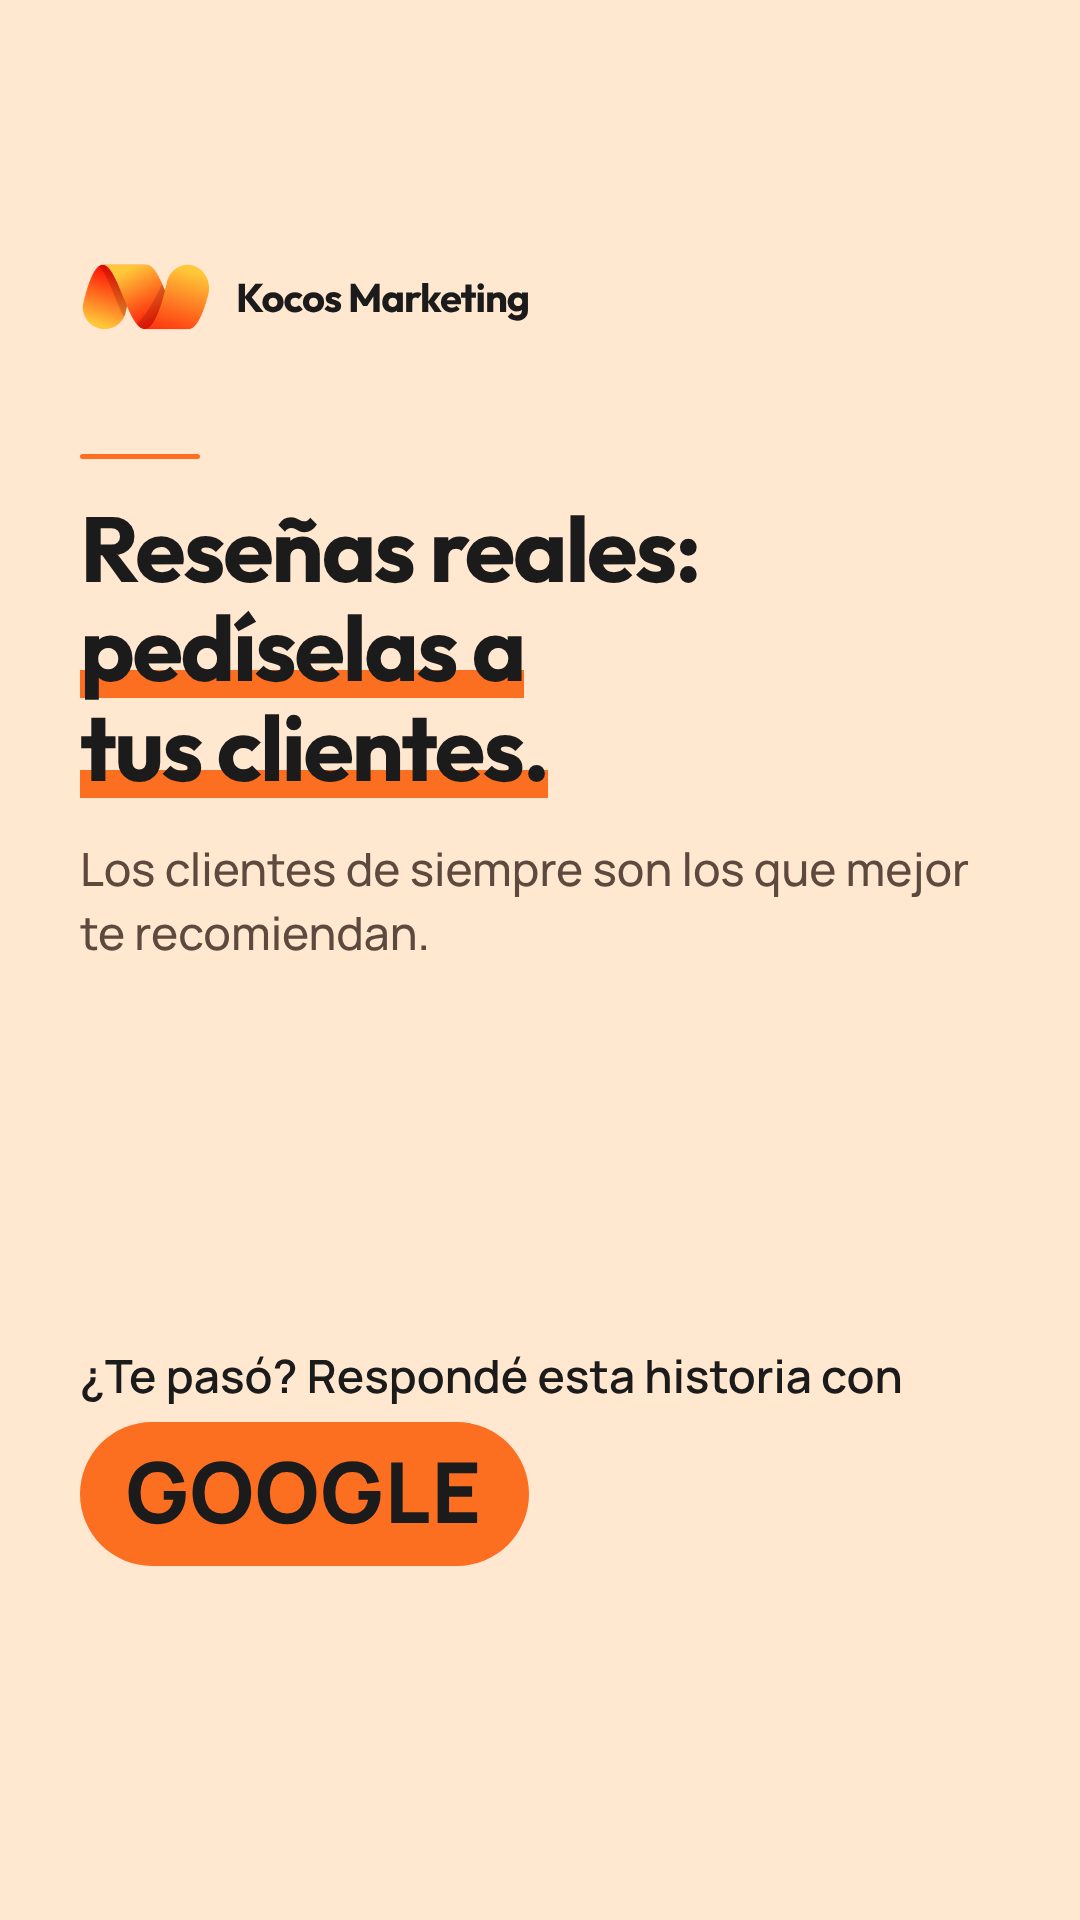 Kocos Marketing
Reseñas reales:
pedíselas a
tus clientes.
Los clientes de siempre son los que mejor
te recomiendan.
¿Te pasó? Respondé esta historia con
GOOGLE